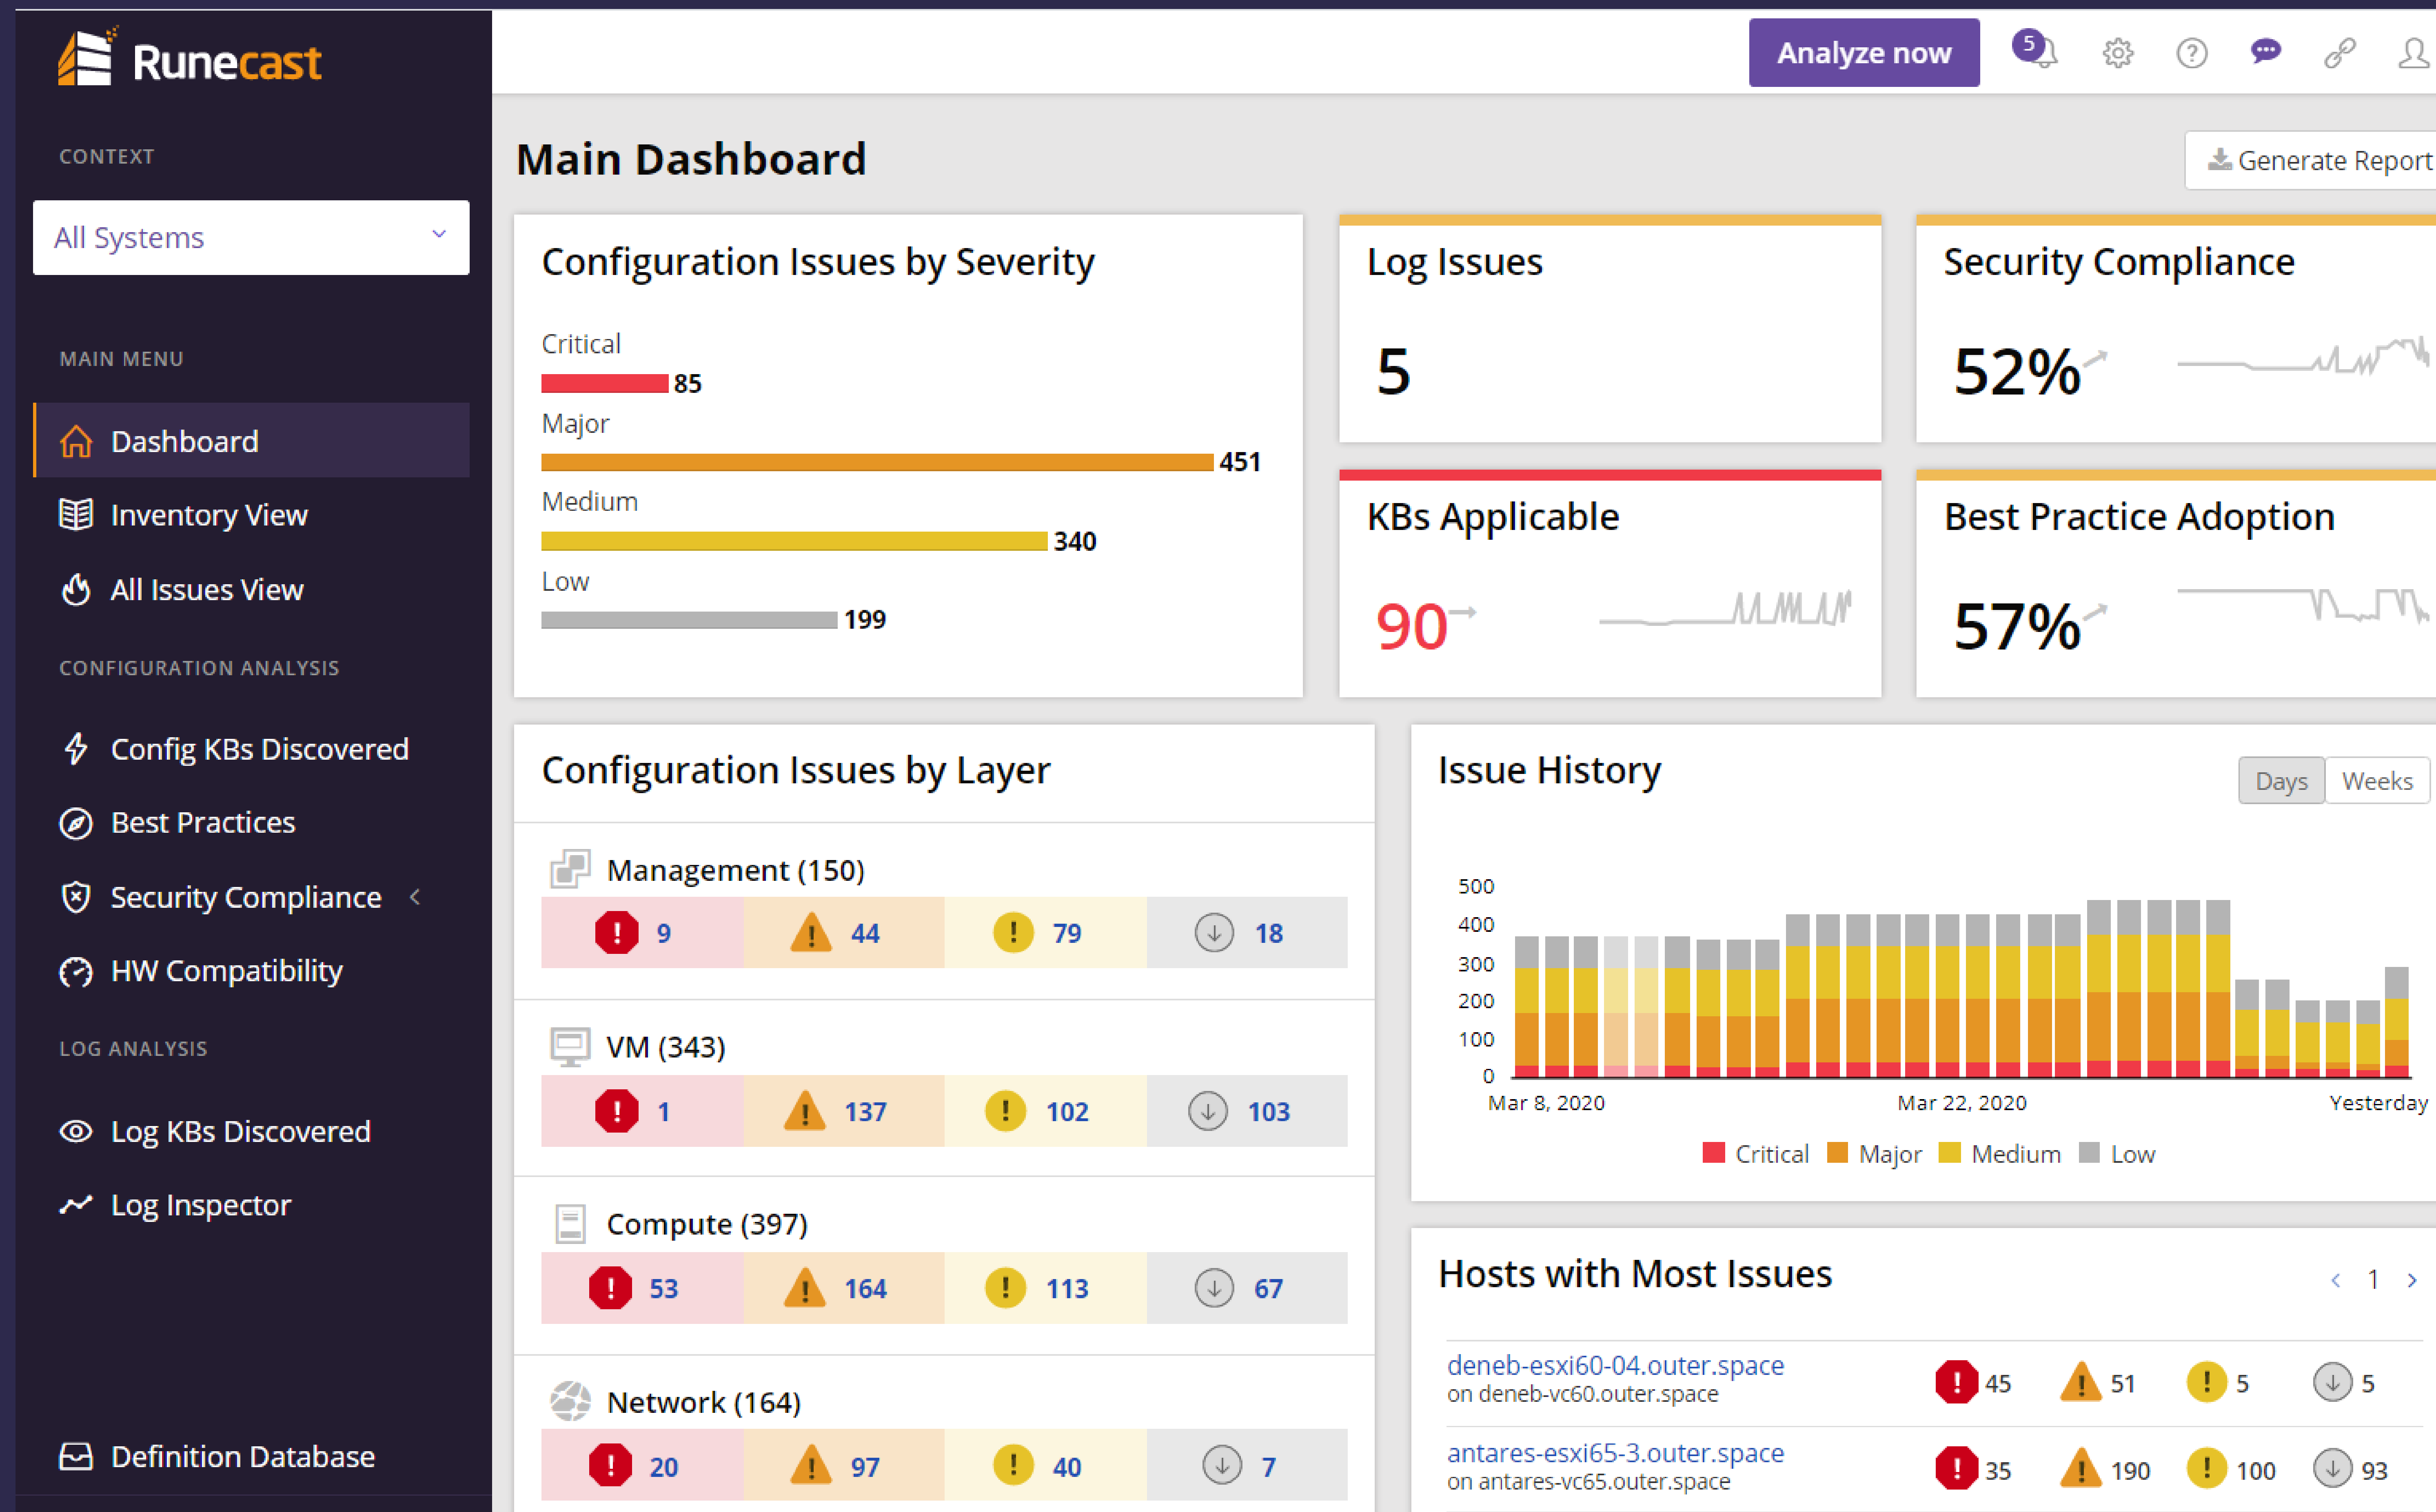 Runecast
Analyze now
5
CONTEXT
All Systems
MAIN MENU
Dashboard
Inventory View
All Issues View
CONFIGURATION ANALYSIS
Config KBs Discovered
Best Practices
Security Compliance
HW Compatibility
LOG ANALYSIS
Log KBs Discovered
Log Inspector
Definition Database
Main Dashboard
Generate Report
Configuration Issues by Severity
Critical
85
Major
451
Medium
340
Low
199
Log Issues
5
Security Compliance
52%
KBs Applicable
90
Best Practice Adoption
57%
Configuration Issues by Layer
Management (150)
9 44 79 18
VM (343)
1 137 102 103
Compute (397)
53 164 113 67
Network (164)
20 97 40 7
Issue History
Days Weeks
500
400
300
200
100
0
Mar 8, 2020 Mar 22, 2020 Yesterday
Critical Major Medium Low
Hosts with Most Issues
1
deneb-esxi60-04.outer.space
on deneb-vc60.outer.space
45 51 5 5
antares-esxi65-3.outer.space
on antares-vc65.outer.space
35 190 100 93